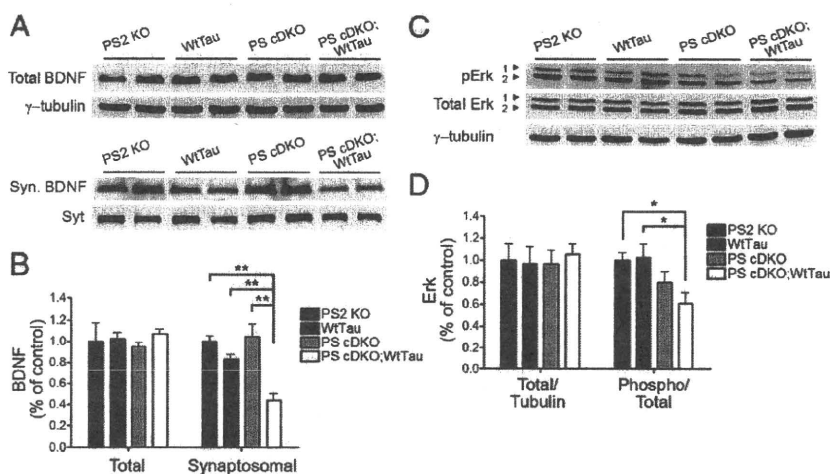 A
PS2 KO WtTau PS cDKO PS cDKO; WtTau
Total BDNF
γ-tubulin
PS2 KO WtTau PS cDKO PS cDKO; WtTau
Syn. BDNF
Syt
B
BDNF
(% of control)
1.4
1.2
1.0
0.8
0.6
0.4
0.2
0.0
**
**
**
PS2 KO
WtTau
PS cDKO
PS cDKO;WtTau
Total Synaptosomal
C
PS2 KO WtTau PS cDKO PS cDKO; WtTau
pErk 1
2
Total Erk 1
2
γ-tubulin
D
Erk
(% of control)
1.4
1.2
1.0
0.8
0.6
0.4
0.2
0.0
*
*
PS2 KO
WtTau
PS cDKO
PS cDKO;WtTau
Total/
Tubulin
Phospho/
Total